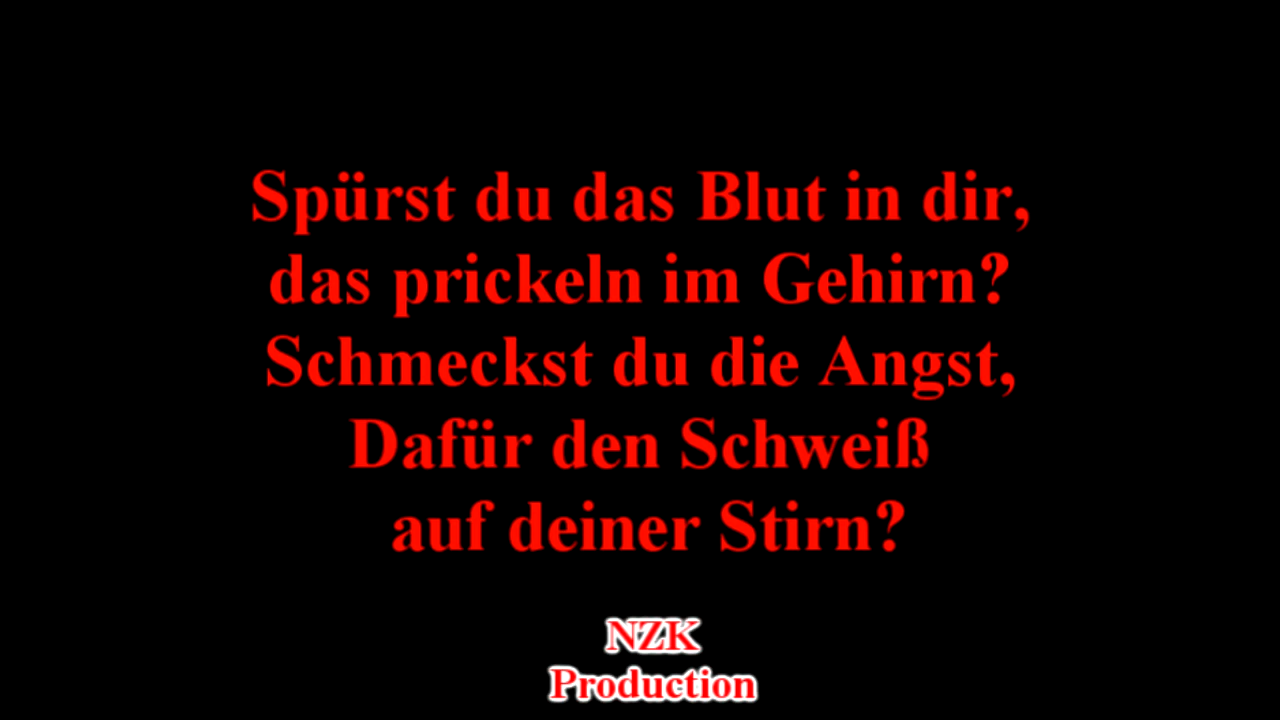 Spürst du das Blut in dir,
das prickeln im Gehirn?
Schmeckst du die Angst,
Dafür den Schweiß
auf deiner Stirn?
NZK
Production